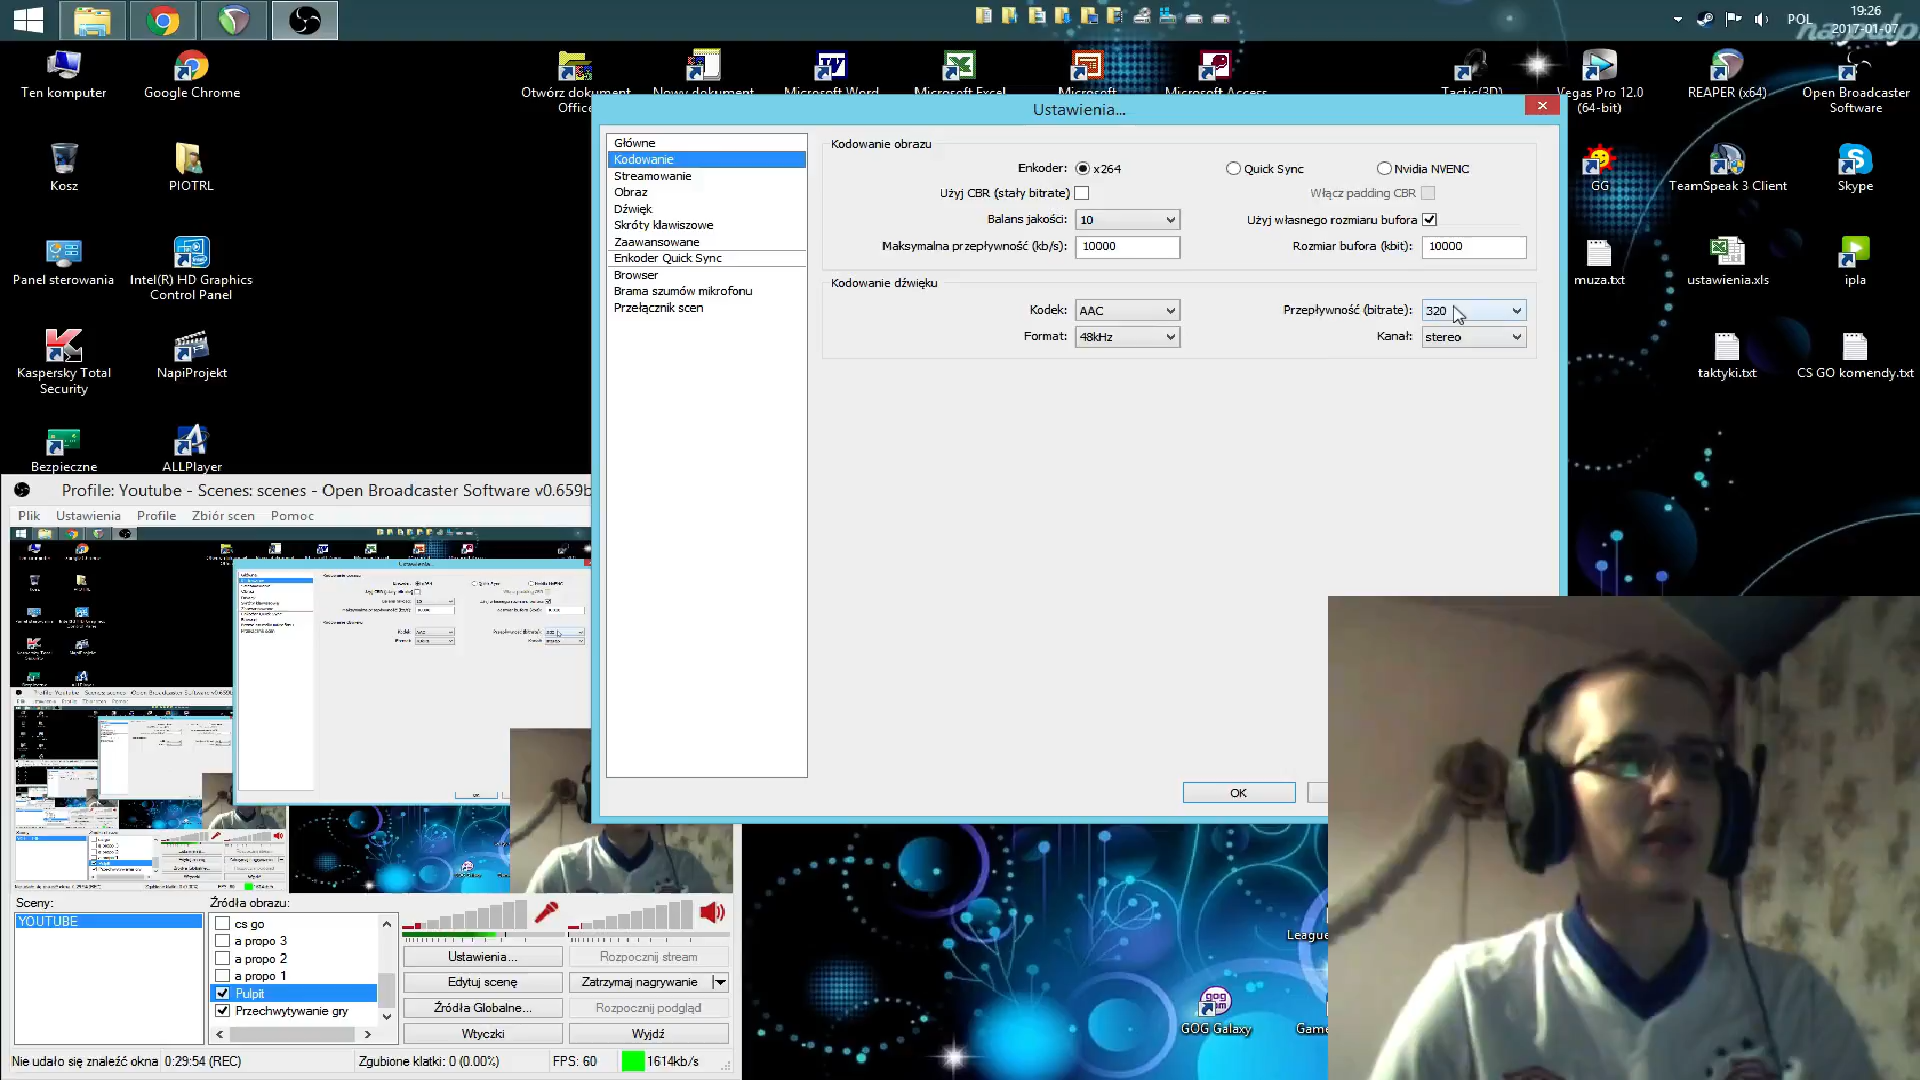 POL
19:26
2017-01-07
Ten komputer
Google Chrome
Otwórz dokument
Office
Nowy dokument
Microsoft Word
Microsoft Excel
Microsoft
Microsoft Access
Tactic(3D)
Vegas Pro 12.0
(64-bit)
REAPER (x64)
Open Broadcaster
Software
Kosz
PIOTRL
GG
TeamSpeak 3 Client
Skype
Panel sterowania
Intel(R) HD Graphics
Control Panel
muza.txt
ustawienia.xls
ipla
Kaspersky Total
Security
NapiProjekt
taktyki.txt
CS GO komendy.txt
Bezpieczne
ALLPlayer
Ustawienia...
Główne
Kodowanie
Streamowanie
Obraz
Dźwięk
Skróty klawiszowe
Zaawansowane
Enkoder Quick Sync
Browser
Brama szumów mikrofonu
Przełącznik scen
Kodowanie obrazu
Enkoder:
x264
Quick Sync
Nvidia NVENC
Użyj CBR (stały bitrate)
Włącz padding CBR
Balans jakości:
10
Użyj własnego rozmiaru bufora
Maksymalna przepływność (kb/s):
10000
Rozmiar bufora (kbit):
10000
Kodowanie dźwięku
Kodek:
AAC
Przepływność (bitrate):
320
Format:
48kHz
Kanał:
stereo
OK
Profile: Youtube - Scenes: scenes - Open Broadcaster Software v0.659b
Plik
Ustawienia
Profile
Zbiór scen
Pomoc
Sceny:
YOUTUBE
Źródła obrazu:
cs go
a propo 3
a propo 2
a propo 1
Pulpit
Przechwytywanie gry
Ustawienia...
Rozpocznij stream
Edytuj scenę
Zatrzymaj nagrywanie
Źródła Globalne...
Rozpocznij podgląd
Wtyczki
Wyjdź
Nie udało się znaleźć okna
0:29:54 (REC)
Zgubione klatki: 0 (0.00%)
FPS: 60
1614kb/s
League
gog
com
GOG Galaxy
Game